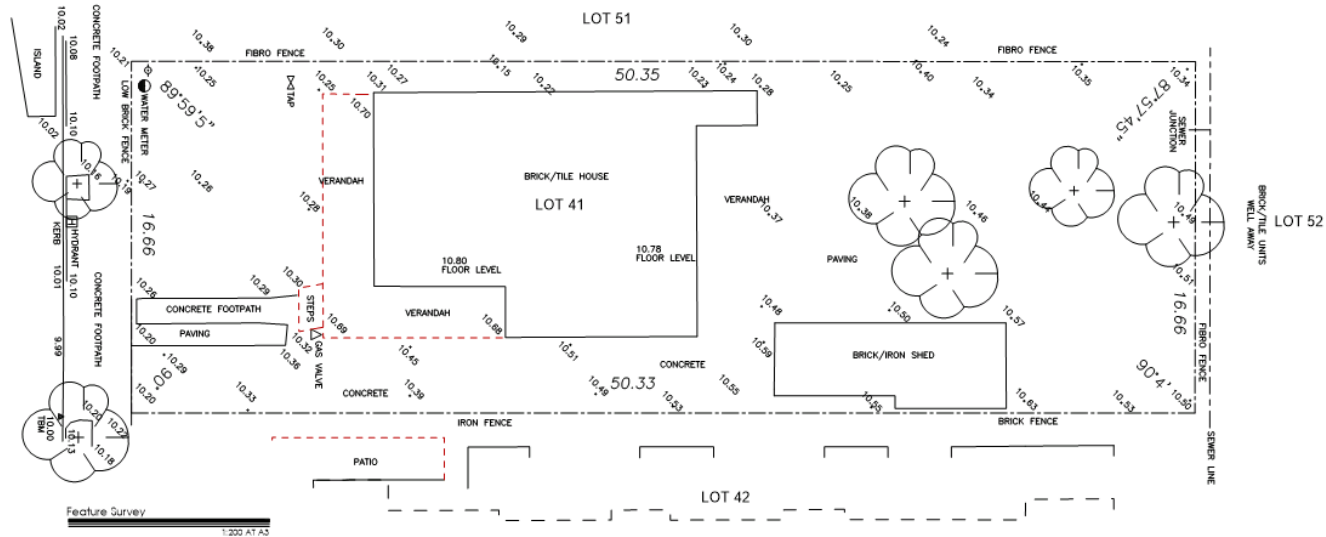 LOT 51
10.02
10.08
CONCRETE FOOTPATH
10.21
10.38
FIBRO FENCE
10.30
10.29
10.30
10.24
FIBRO FENCE
ISLAND
10.25
TAP
10.25
10.31
10.27
10.15
10.22
50.35
10.23
10.24
10.28
10.25
10.40
10.34
10.35
10.34
89°59'5"
WATER METER
LOW BRICK FENCE
10.70
87°57'45"
SEWER
JUNCTION
10.02
10.10
10.16
10.19
10.27
10.26
VERANDAH
BRICK/TILE HOUSE
LOT 41
10.28
VERANDAH
10.37
10.38
10.46
10.44
10.49
BRICK/TILE UNITS
WELL AWAY
LOT 52
16.66
HYDRANT
KERB
10.01
10.10
10.80
FLOOR LEVEL
10.78
FLOOR LEVEL
PAVING
10.51
16.66
CONCRETE FOOTPATH
10.26
CONCRETE FOOTPATH
10.29
10.30
STEPS
VERANDAH
10.69
10.68
10.48
10.50
10.57
10.20
PAVING
10.32
GAS VALVE
FIBRO FENCE
9.99
10.29
10.36
10.45
10.51
CONCRETE
10.59
BRICK/IRON SHED
90°
10.20
10.33
CONCRETE
10.39
10.49
50.33
10.53
10.55
10.55
10.63
10.53
90°4'
10.50
10.20
10.00
TBM
10.13
10.22
10.18
IRON FENCE
BRICK FENCE
SEWER LINE
PATIO
LOT 42
Feature Survey
1:200 AT A3